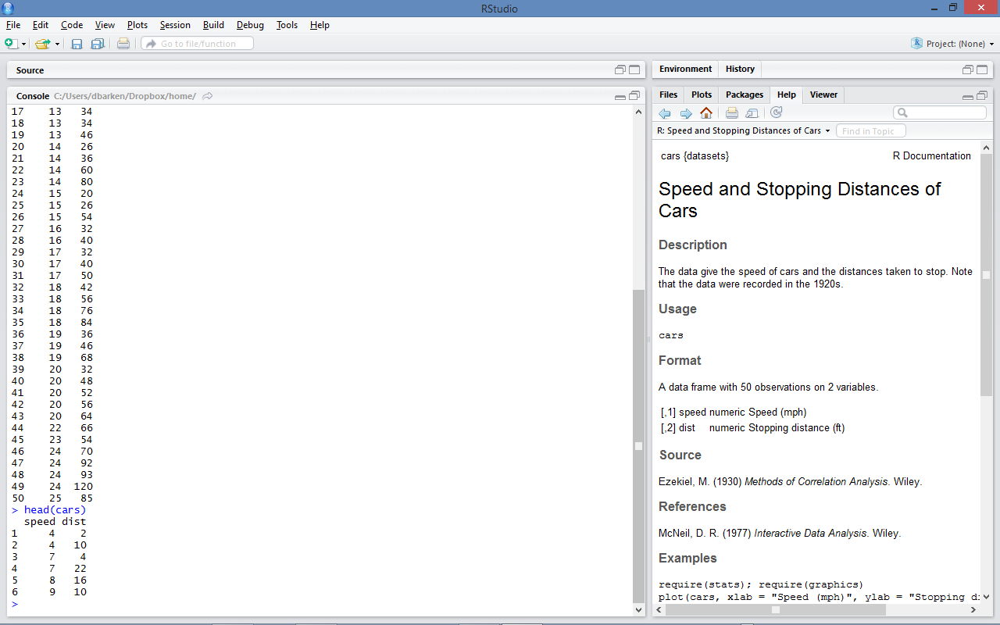 RStudio
File Edit Code View Plots Session Build Debug Tools Help
Go to file/function
Project: (None)
Source
Console C:/Users/dbarken/Dropbox/home/
17 13 34
18 13 34
19 13 46
20 14 26
21 14 36
22 14 60
23 14 80
24 15 20
25 15 26
26 15 54
27 16 32
28 16 40
29 17 32
30 17 40
31 17 50
32 18 42
33 18 56
34 18 76
35 18 84
36 19 36
37 19 46
38 19 68
39 20 32
40 20 48
41 20 52
42 20 56
43 20 64
44 22 66
45 23 54
46 24 70
47 24 92
48 24 93
49 24 120
50 25 85
> head(cars)
speed dist
1 4 2
2 4 10
3 7 4
4 7 22
5 8 16
6 9 10
>
Environment History
Files Plots Packages Help Viewer
R: Speed and Stopping Distances of Cars
Find in Topic
cars {datasets} R Documentation
Speed and Stopping Distances of
Cars
Description
The data give the speed of cars and the distances taken to stop. Note
that the data were recorded in the 1920s.
Usage
cars
Format
A data frame with 50 observations on 2 variables.
[,1] speed numeric Speed (mph)
[,2] dist numeric Stopping distance (ft)
Source
Ezekiel, M. (1930) Methods of Correlation Analysis. Wiley.
References
McNeil, D. R. (1977) Interactive Data Analysis. Wiley.
Examples
require(stats); require(graphics)
plot(cars, xlab = "Speed (mph)", ylab = "Stopping